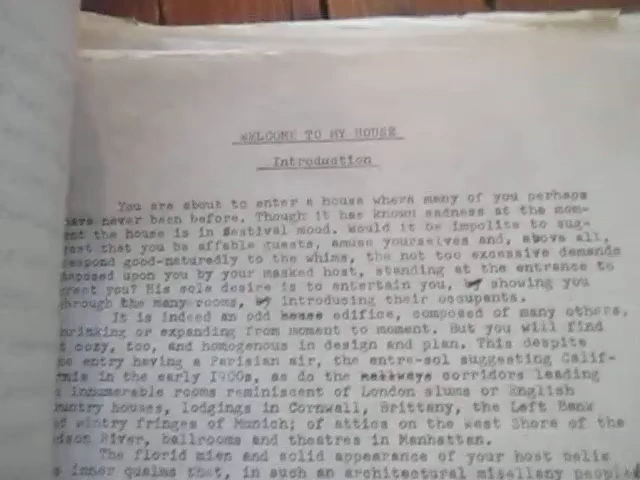 WELCOME TO MY HOUSE
Introduction
You are about to enter a house where many of you perhaps
have never been before. Though it has known sadness at the mom-
ent the house is in festival mood. Would it be impolite to sug-
gest that you be affable guests, amuse yourselves and, above all,
respond good-naturedly to the whims, the not too excessive demands
imposed upon you by your masked host, standing at the entrance to
greet you? His sole desire is to entertain you, by showing you
through the many rooms, by introducing their occupants.
It is indeed an odd house edifice, composed of many others,
shrinking or expanding from moment to moment. But you will find
it cozy, too, and homogenous in design and plan. This despite
the entry having a Parisian air, the entre-sol suggesting Calif-
ornia in the early 1900s, as do the corridors leading
innumerable rooms reminiscent of London slums or English
country houses, lodgings in Cornwall, Brittany, the Left Bank
wintry fringes of Munich; of attics on the West Shore of the
Hudson River, ballrooms and theatres in Manhattan.
The florid mien and solid appearance of your host
inner qualms that, in such an architectural misellany